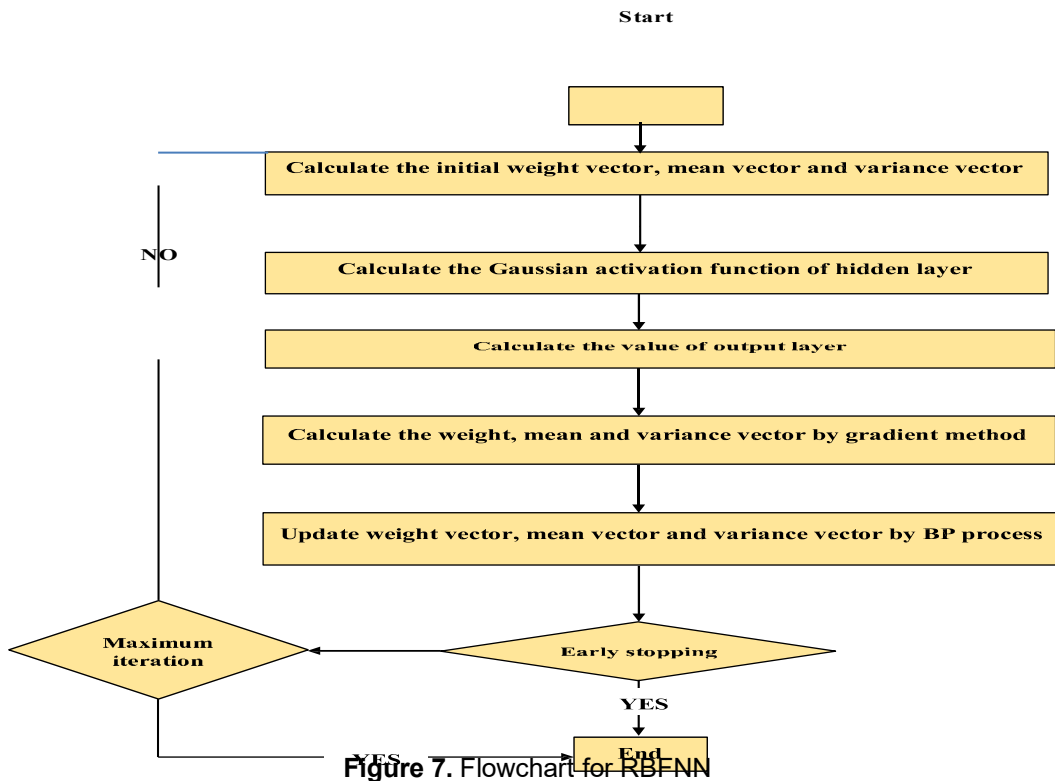 Start
Calculate the initial weight vector, mean vector and variance vector
NO
Calculate the Gaussian activation function of hidden layer
Calculate the value of output layer
Calculate the weight, mean and variance vector by gradient method
Update weight vector, mean vector and variance vector by BP process
Maximum
iteration
Early stopping
YES
YES
End
Figure 7. Flowchart for RBFNN